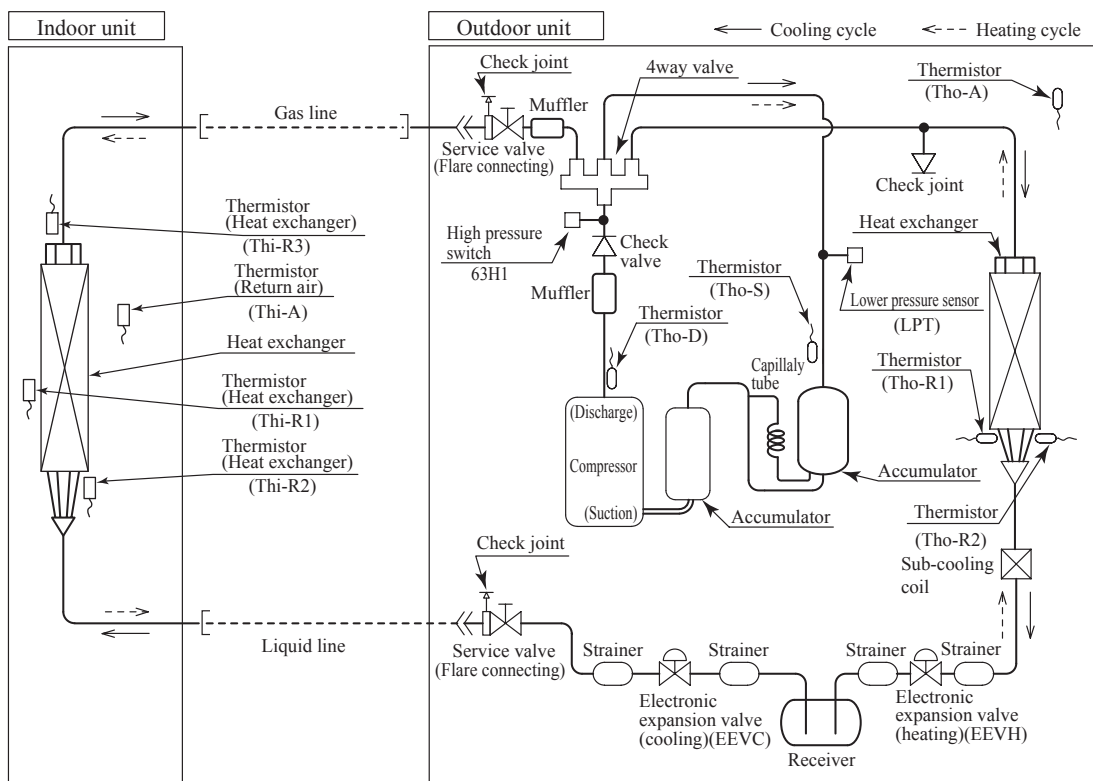 Indoor unit
Outdoor unit
Cooling cycle
Heating cycle
Check joint
4way valve
Thermistor
(Tho-A)
Muffler
Gas line
Service valve
(Flare connecting)
Check joint
Thermistor
(Heat exchanger)
(Thi-R3)
High pressure
switch
63H1
Check
valve
Heat exchanger
Thermistor
(Return air)
(Thi-A)
Muffler
Thermistor
(Tho-S)
Lower pressure sensor
(LPT)
Thermistor
(Tho-D)
Heat exchanger
Capillaly
tube
Thermistor
(Tho-R1)
Thermistor
(Heat exchanger)
(Thi-R1)
(Discharge)
Compressor
(Suction)
Thermistor
(Heat exchanger)
(Thi-R2)
Accumulator
Accumulator
Thermistor
(Tho-R2)
Sub-cooling
coil
Check joint
Liquid line
Service valve
(Flare connecting)
Strainer
Strainer
Strainer
Strainer
Electronic
expansion valve
(cooling)(EEVC)
Electronic
expansion valve
(heating)(EEVH)
Receiver